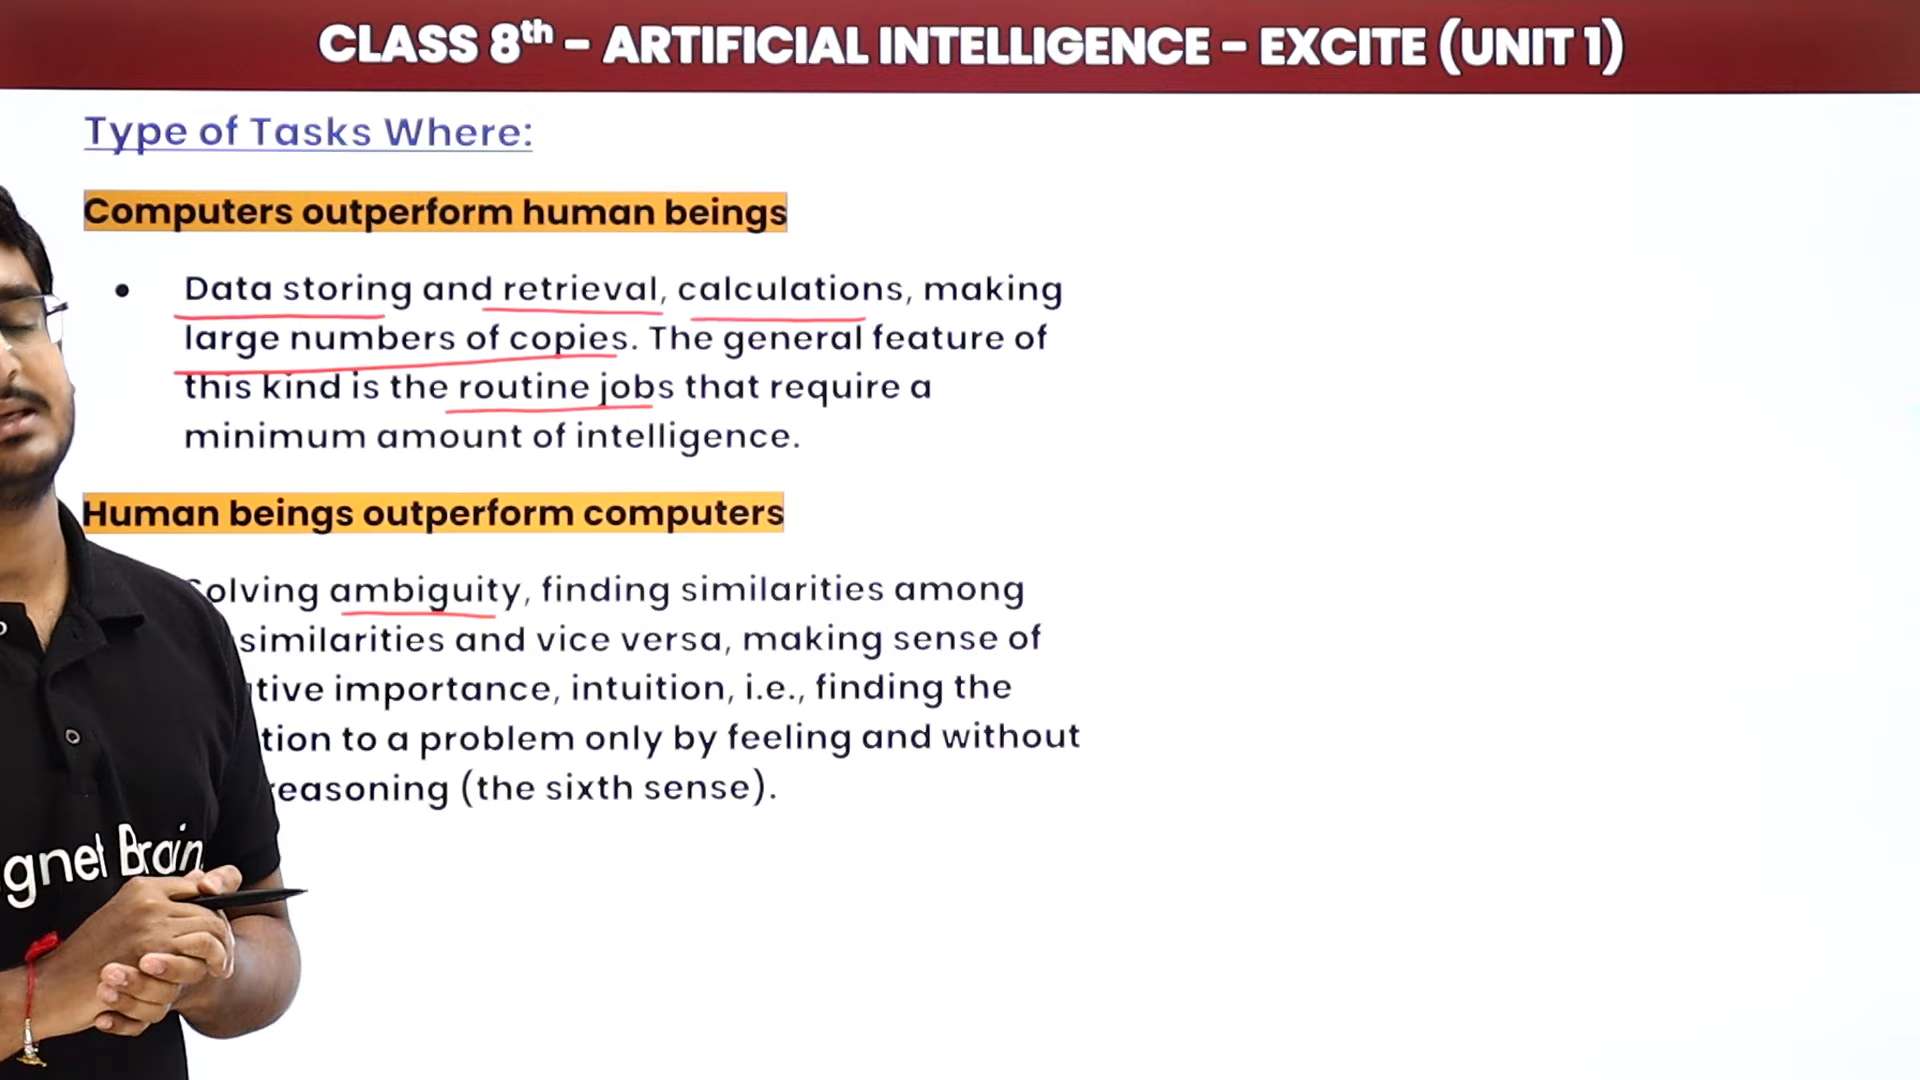 CLASS 8th - ARTIFICIAL INTELLIGENCE - EXCITE (UNIT 1)
Type of Tasks Where:
Computers outperform human beings
• Data storing and retrieval, calculations, making
large numbers of copies. The general feature of
this kind is the routine jobs that require a
minimum amount of intelligence.
Human beings outperform computers
olving ambiguity, finding similarities among
similarities and vice versa, making sense of
tive importance, intuition, i.e., finding the
tion to a problem only by feeling and without
reasoning (the sixth sense).
gnet Brain